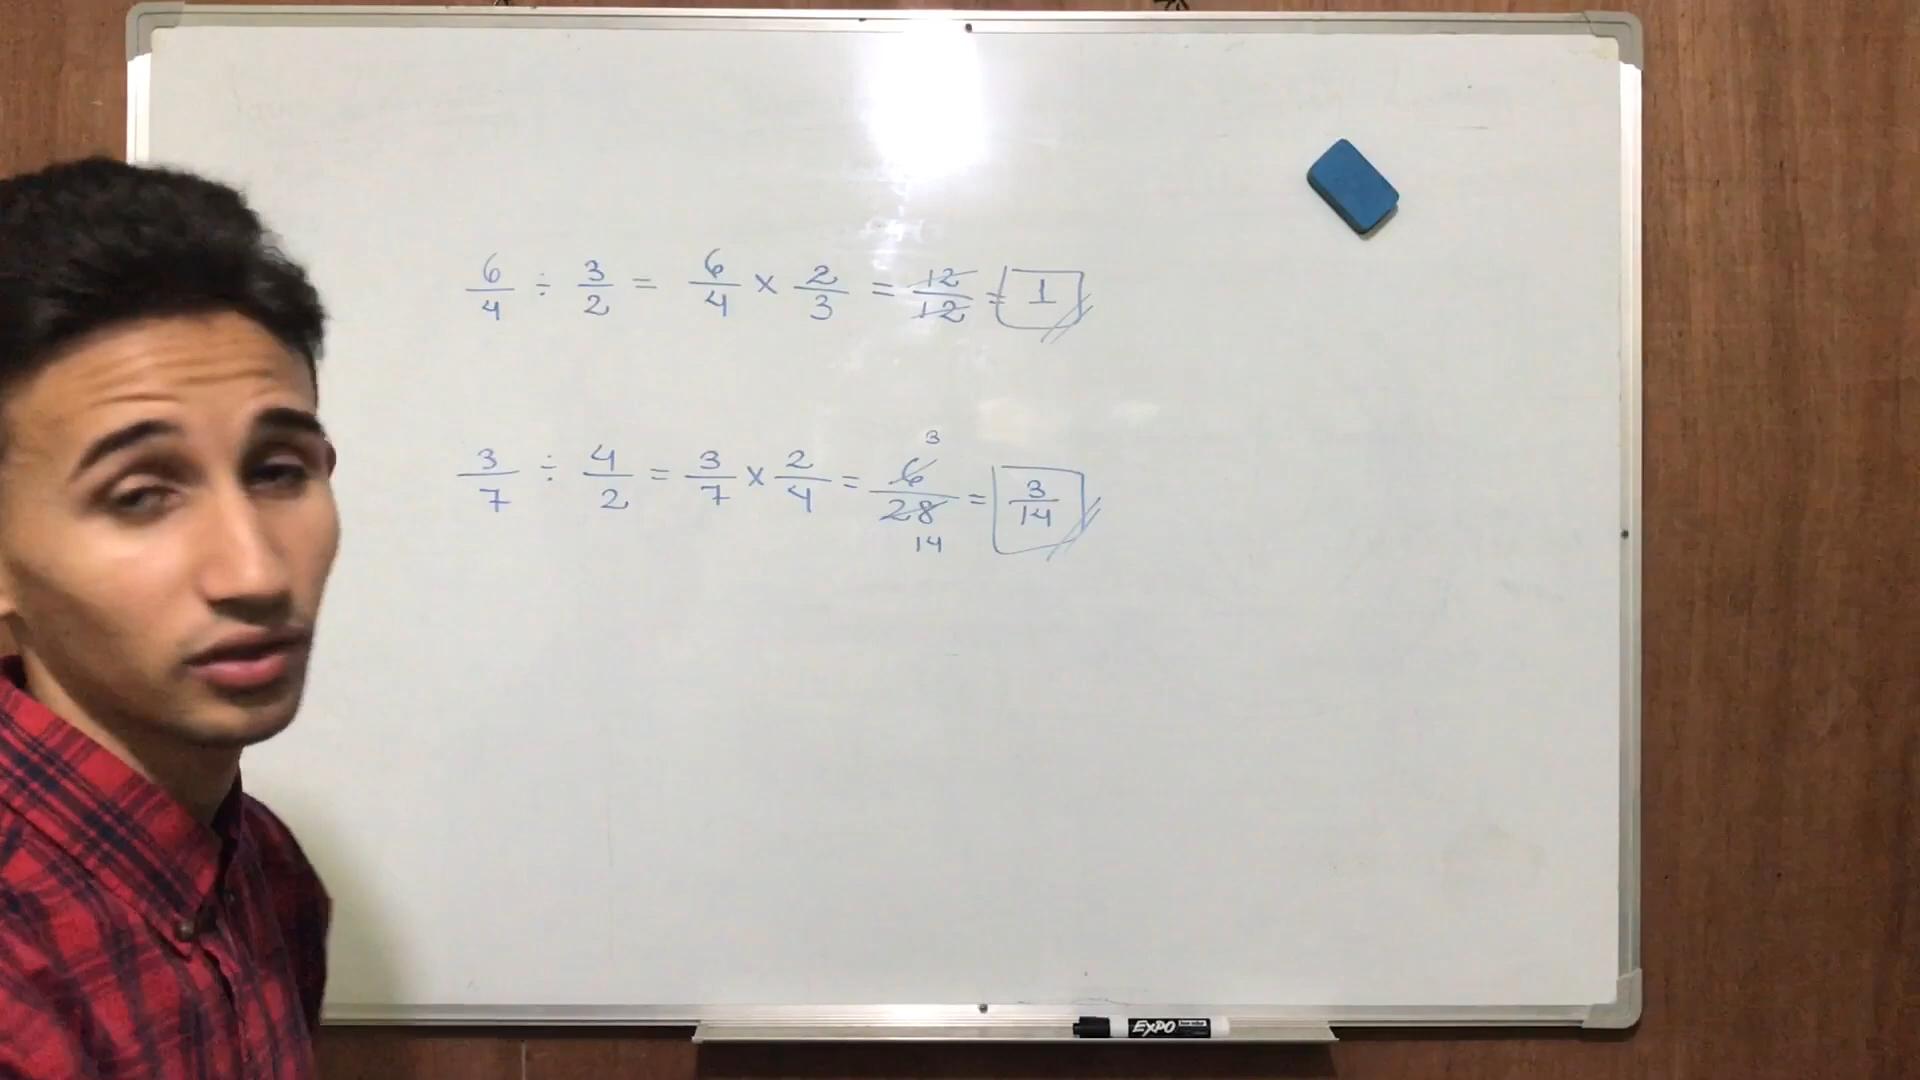 6/4 ÷ 3/2 = 6/4 × 2/3 = 12/12 = 1
3/7 ÷ 4/2 = 3/7 × 2/4 = 6/28 = 3/14
3
14
EXPO